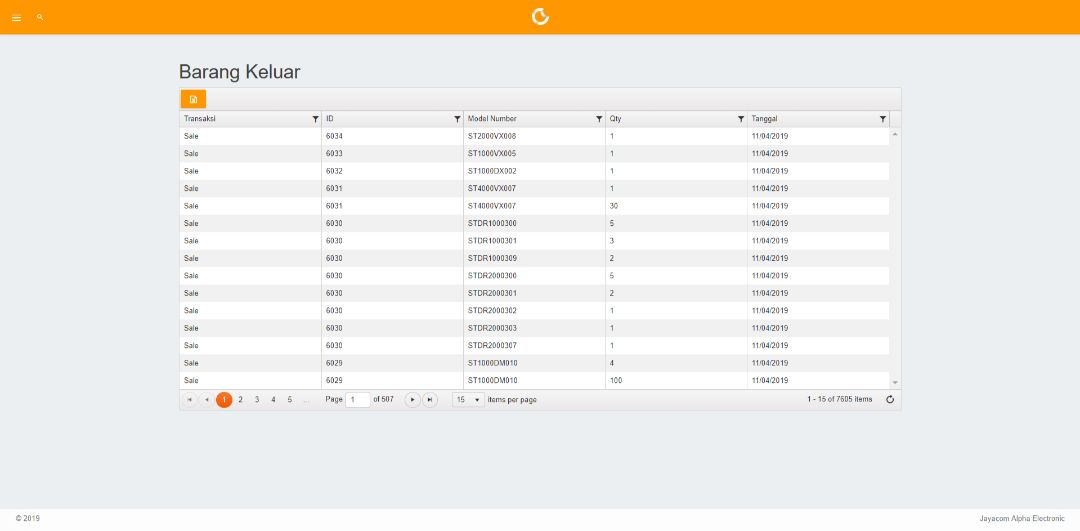 Barang Keluar
Transaksi ID Model Number Qty Tanggal
Sale 6034 ST2000VX008 1 11/04/2019
Sale 6033 ST1000VX005 1 11/04/2019
Sale 6032 ST1000DX002 1 11/04/2019
Sale 6031 ST4000VX007 1 11/04/2019
Sale 6031 ST4000VX007 30 11/04/2019
Sale 6030 STDR1000300 5 11/04/2019
Sale 6030 STDR1000301 3 11/04/2019
Sale 6030 STDR1000309 2 11/04/2019
Sale 6030 STDR2000300 5 11/04/2019
Sale 6030 STDR2000301 2 11/04/2019
Sale 6030 STDR2000302 1 11/04/2019
Sale 6030 STDR2000303 1 11/04/2019
Sale 6030 STDR2000307 1 11/04/2019
Sale 6029 ST1000DM010 4 11/04/2019
Sale 6029 ST1000DM010 100 11/04/2019
1 2 3 4 5 ... Page 1 of 507 15 items per page 1 - 15 of 7605 items
© 2019 Jayacom Alpha Electronic